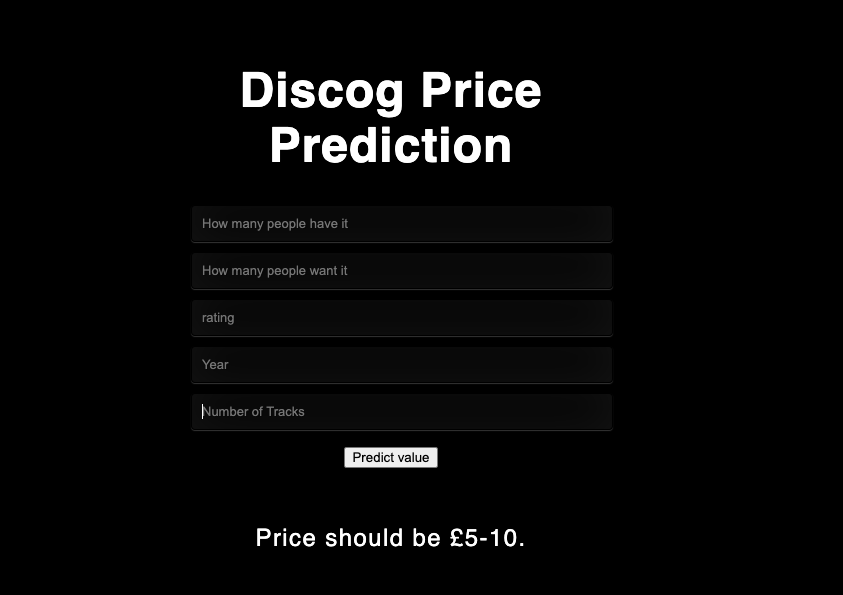 Discog Price
Prediction
How many people have it
How many people want it
rating
Year
Number of Tracks
Predict value
Price should be £5-10.